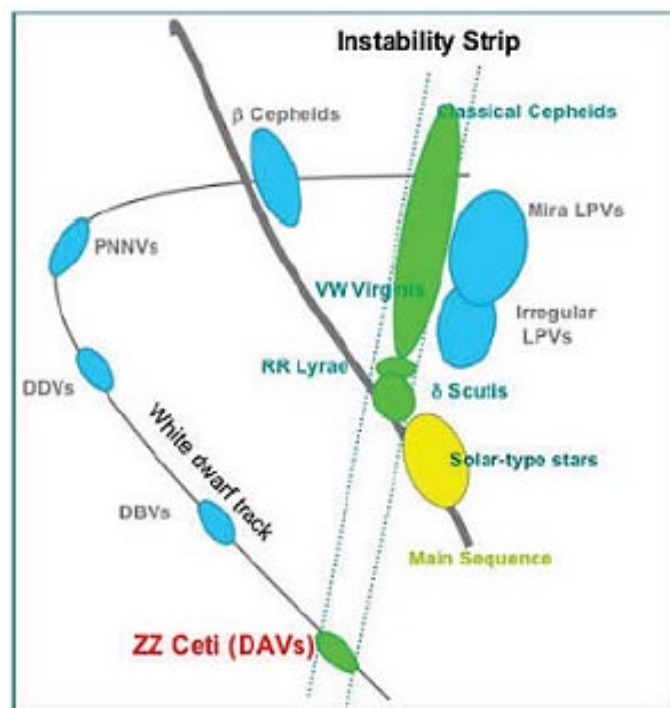 Instability Strip
β Cepheids
Classical Cepheids
Mira LPVs
PNNVs
VW Virginis
Irregular
LPVs
RR Lyrae
δ Scutis
DDVs
White dwarf track
Solar-type stars
DBVs
Main Sequence
ZZ Ceti (DAVs)